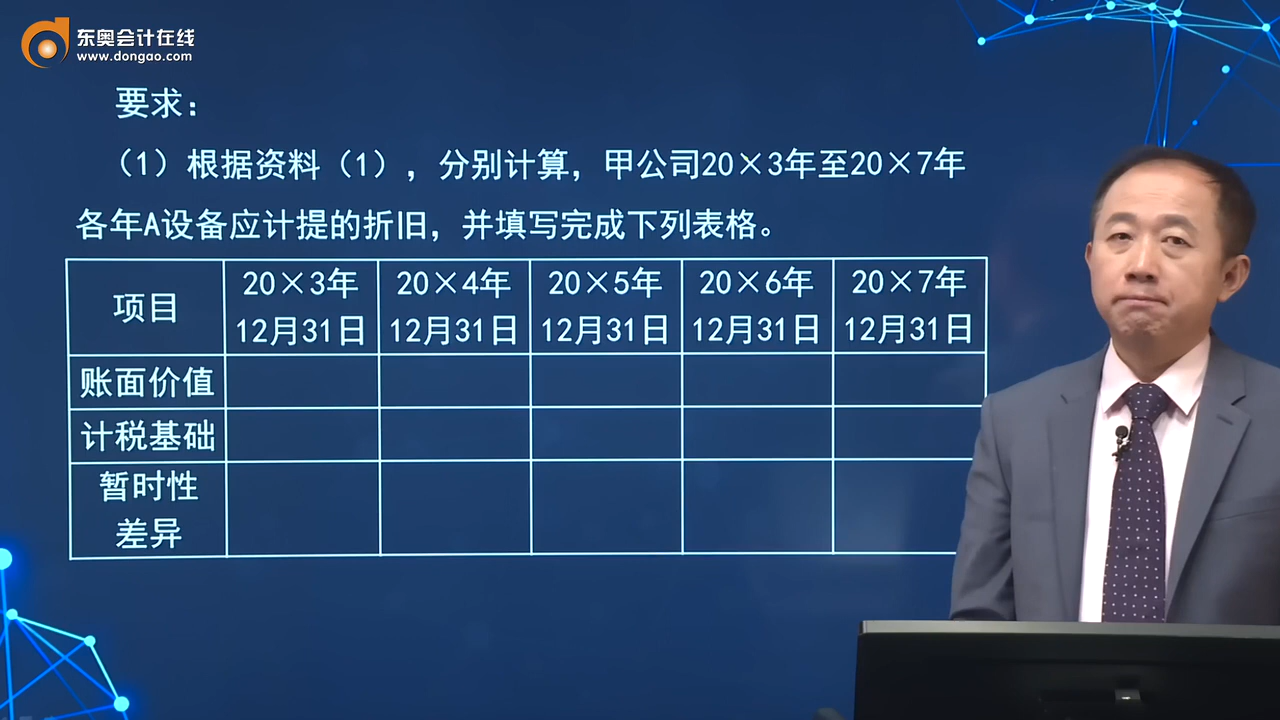 东奥会计在线
www.dongao.com
要求：
（1）根据资料（1），分别计算，甲公司20×3年至20×7年
各年A设备应计提的折旧，并填写完成下列表格。
项目
20×3年
12月31日
20×4年
12月31日
20×5年
12月31日
20×6年
12月31日
20×7年
12月31日
账面价值
计税基础
暂时性
差异